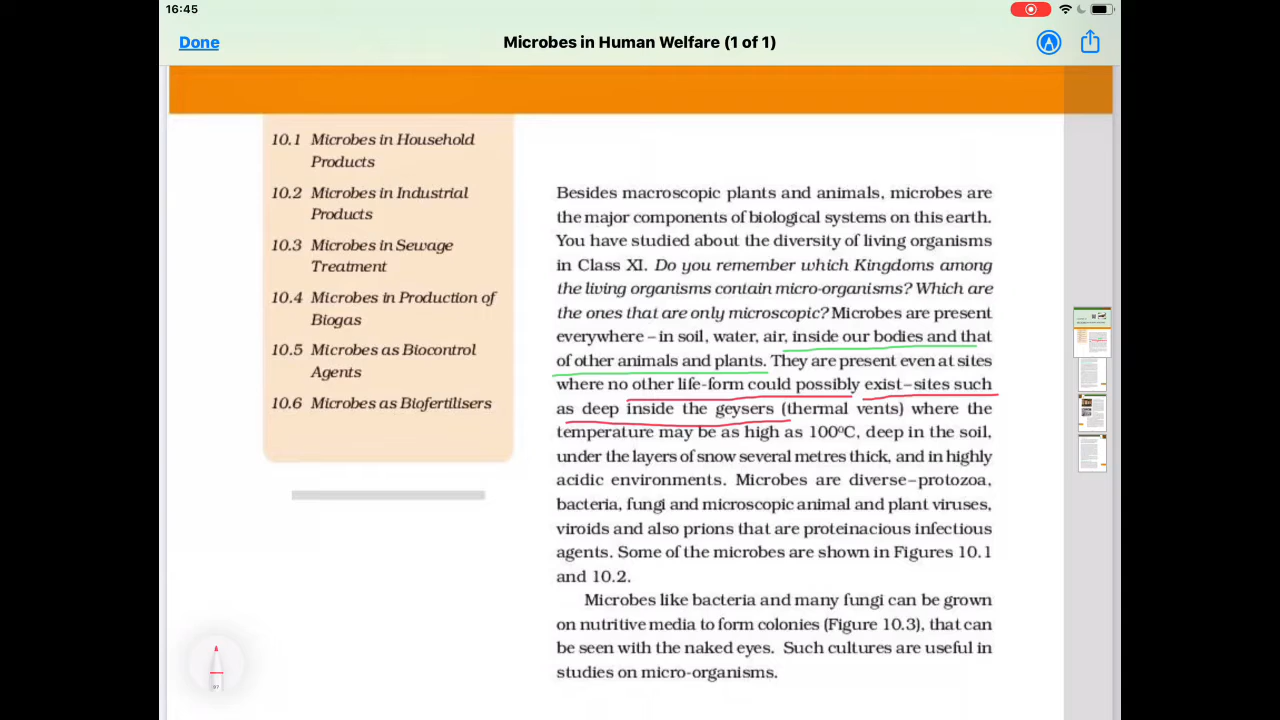 16:45
Done
Microbes in Human Welfare (1 of 1)
10.1 Microbes in Household
Products
10.2 Microbes in Industrial
Products
10.3 Microbes in Sewage
Treatment
10.4 Microbes in Production of
Biogas
10.5 Microbes as Biocontrol
Agents
10.6 Microbes as Biofertilisers
Besides macroscopic plants and animals, microbes are
the major components of biological systems on this earth.
You have studied about the diversity of living organisms
in Class XI. Do you remember which Kingdoms among
the living organisms contain micro-organisms? Which are
the ones that are only microscopic? Microbes are present
everywhere – in soil, water, air, inside our bodies and that
of other animals and plants. They are present even at sites
where no other life-form could possibly exist–sites such
as deep inside the geysers (thermal vents) where the
temperature may be as high as 100ºC, deep in the soil,
under the layers of snow several metres thick, and in highly
acidic environments. Microbes are diverse–protozoa,
bacteria, fungi and microscopic animal and plant viruses,
viroids and also prions that are proteinacious infectious
agents. Some of the microbes are shown in Figures 10.1
and 10.2.
Microbes like bacteria and many fungi can be grown
on nutritive media to form colonies (Figure 10.3), that can
be seen with the naked eyes. Such cultures are useful in
studies on micro-organisms.